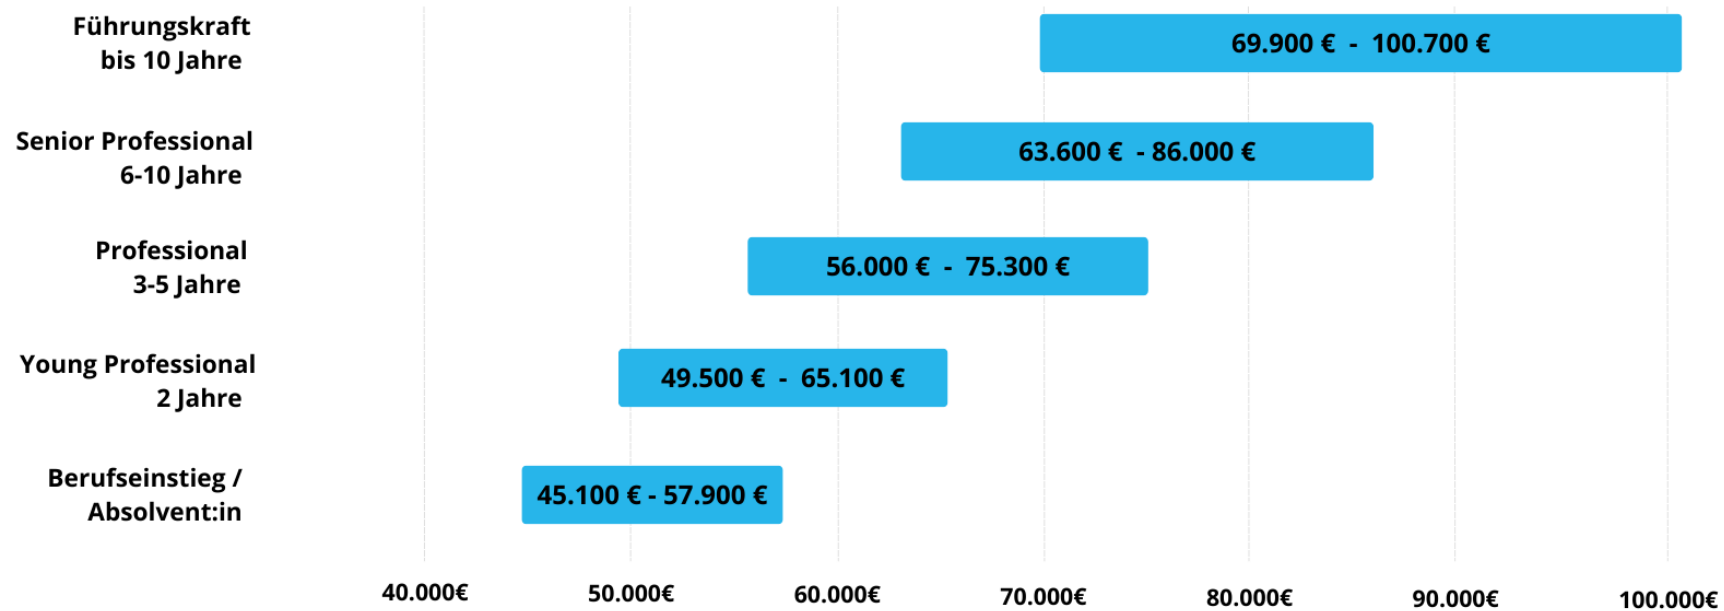 Führungskraft
bis 10 Jahre
69.900 € - 100.700 €
Senior Professional
6-10 Jahre
63.600 € - 86.000 €
Professional
3-5 Jahre
56.000 € - 75.300 €
Young Professional
2 Jahre
49.500 € - 65.100 €
Berufseinstieg /
Absolvent:in
45.100 € - 57.900 €
40.000€ 50.000€ 60.000€ 70.000€ 80.000€ 90.000€ 100.000€